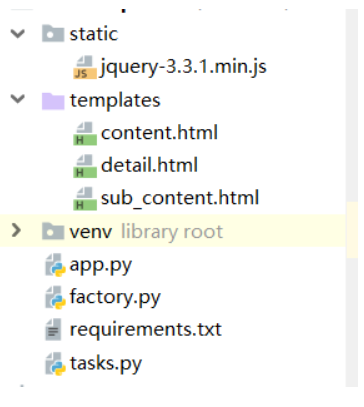 static
jquery-3.3.1.min.js
templates
content.html
detail.html
sub_content.html
venv library root
app.py
factory.py
requirements.txt
tasks.py